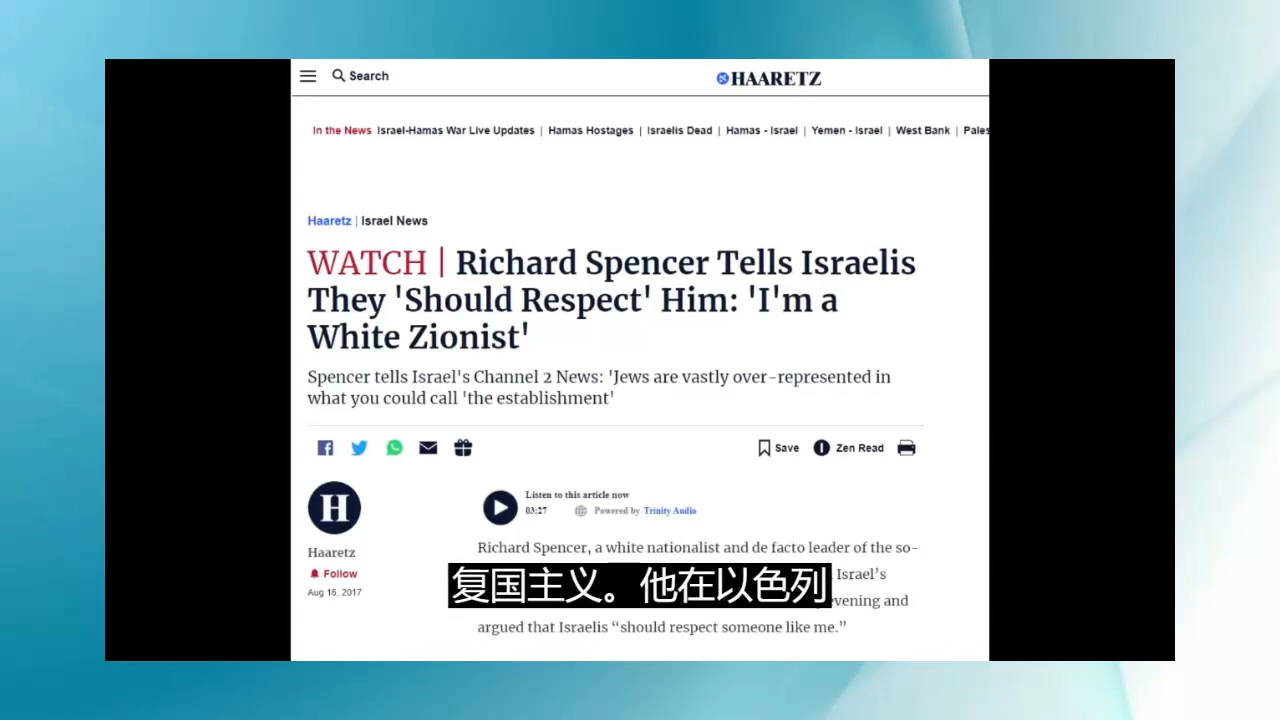 Search
HAARETZ
In the News Israel-Hamas War Live Updates | Hamas Hostages | Israelis Dead | Hamas - Israel | Yemen - Israel | West Bank | Pales
Haaretz | Israel News
WATCH | Richard Spencer Tells Israelis
They 'Should Respect' Him: 'I'm a
White Zionist'
Spencer tells Israel's Channel 2 News: 'Jews are vastly over-represented in
what you could call 'the establishment'
Save Zen Read
H
Listen to this article now
03:27 Powered by Trinity Audio
Haaretz
Follow
Aug 16, 2017
Richard Spencer, a white nationalist and de facto leader of the so-
Israel's
evening and
argued that Israelis “should respect someone like me.”
复国主义。他在以色列